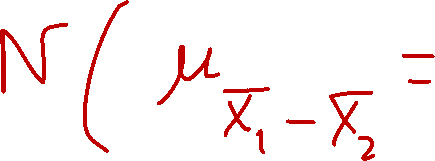 N ( μ_{X̄₁ – X̄₂} =